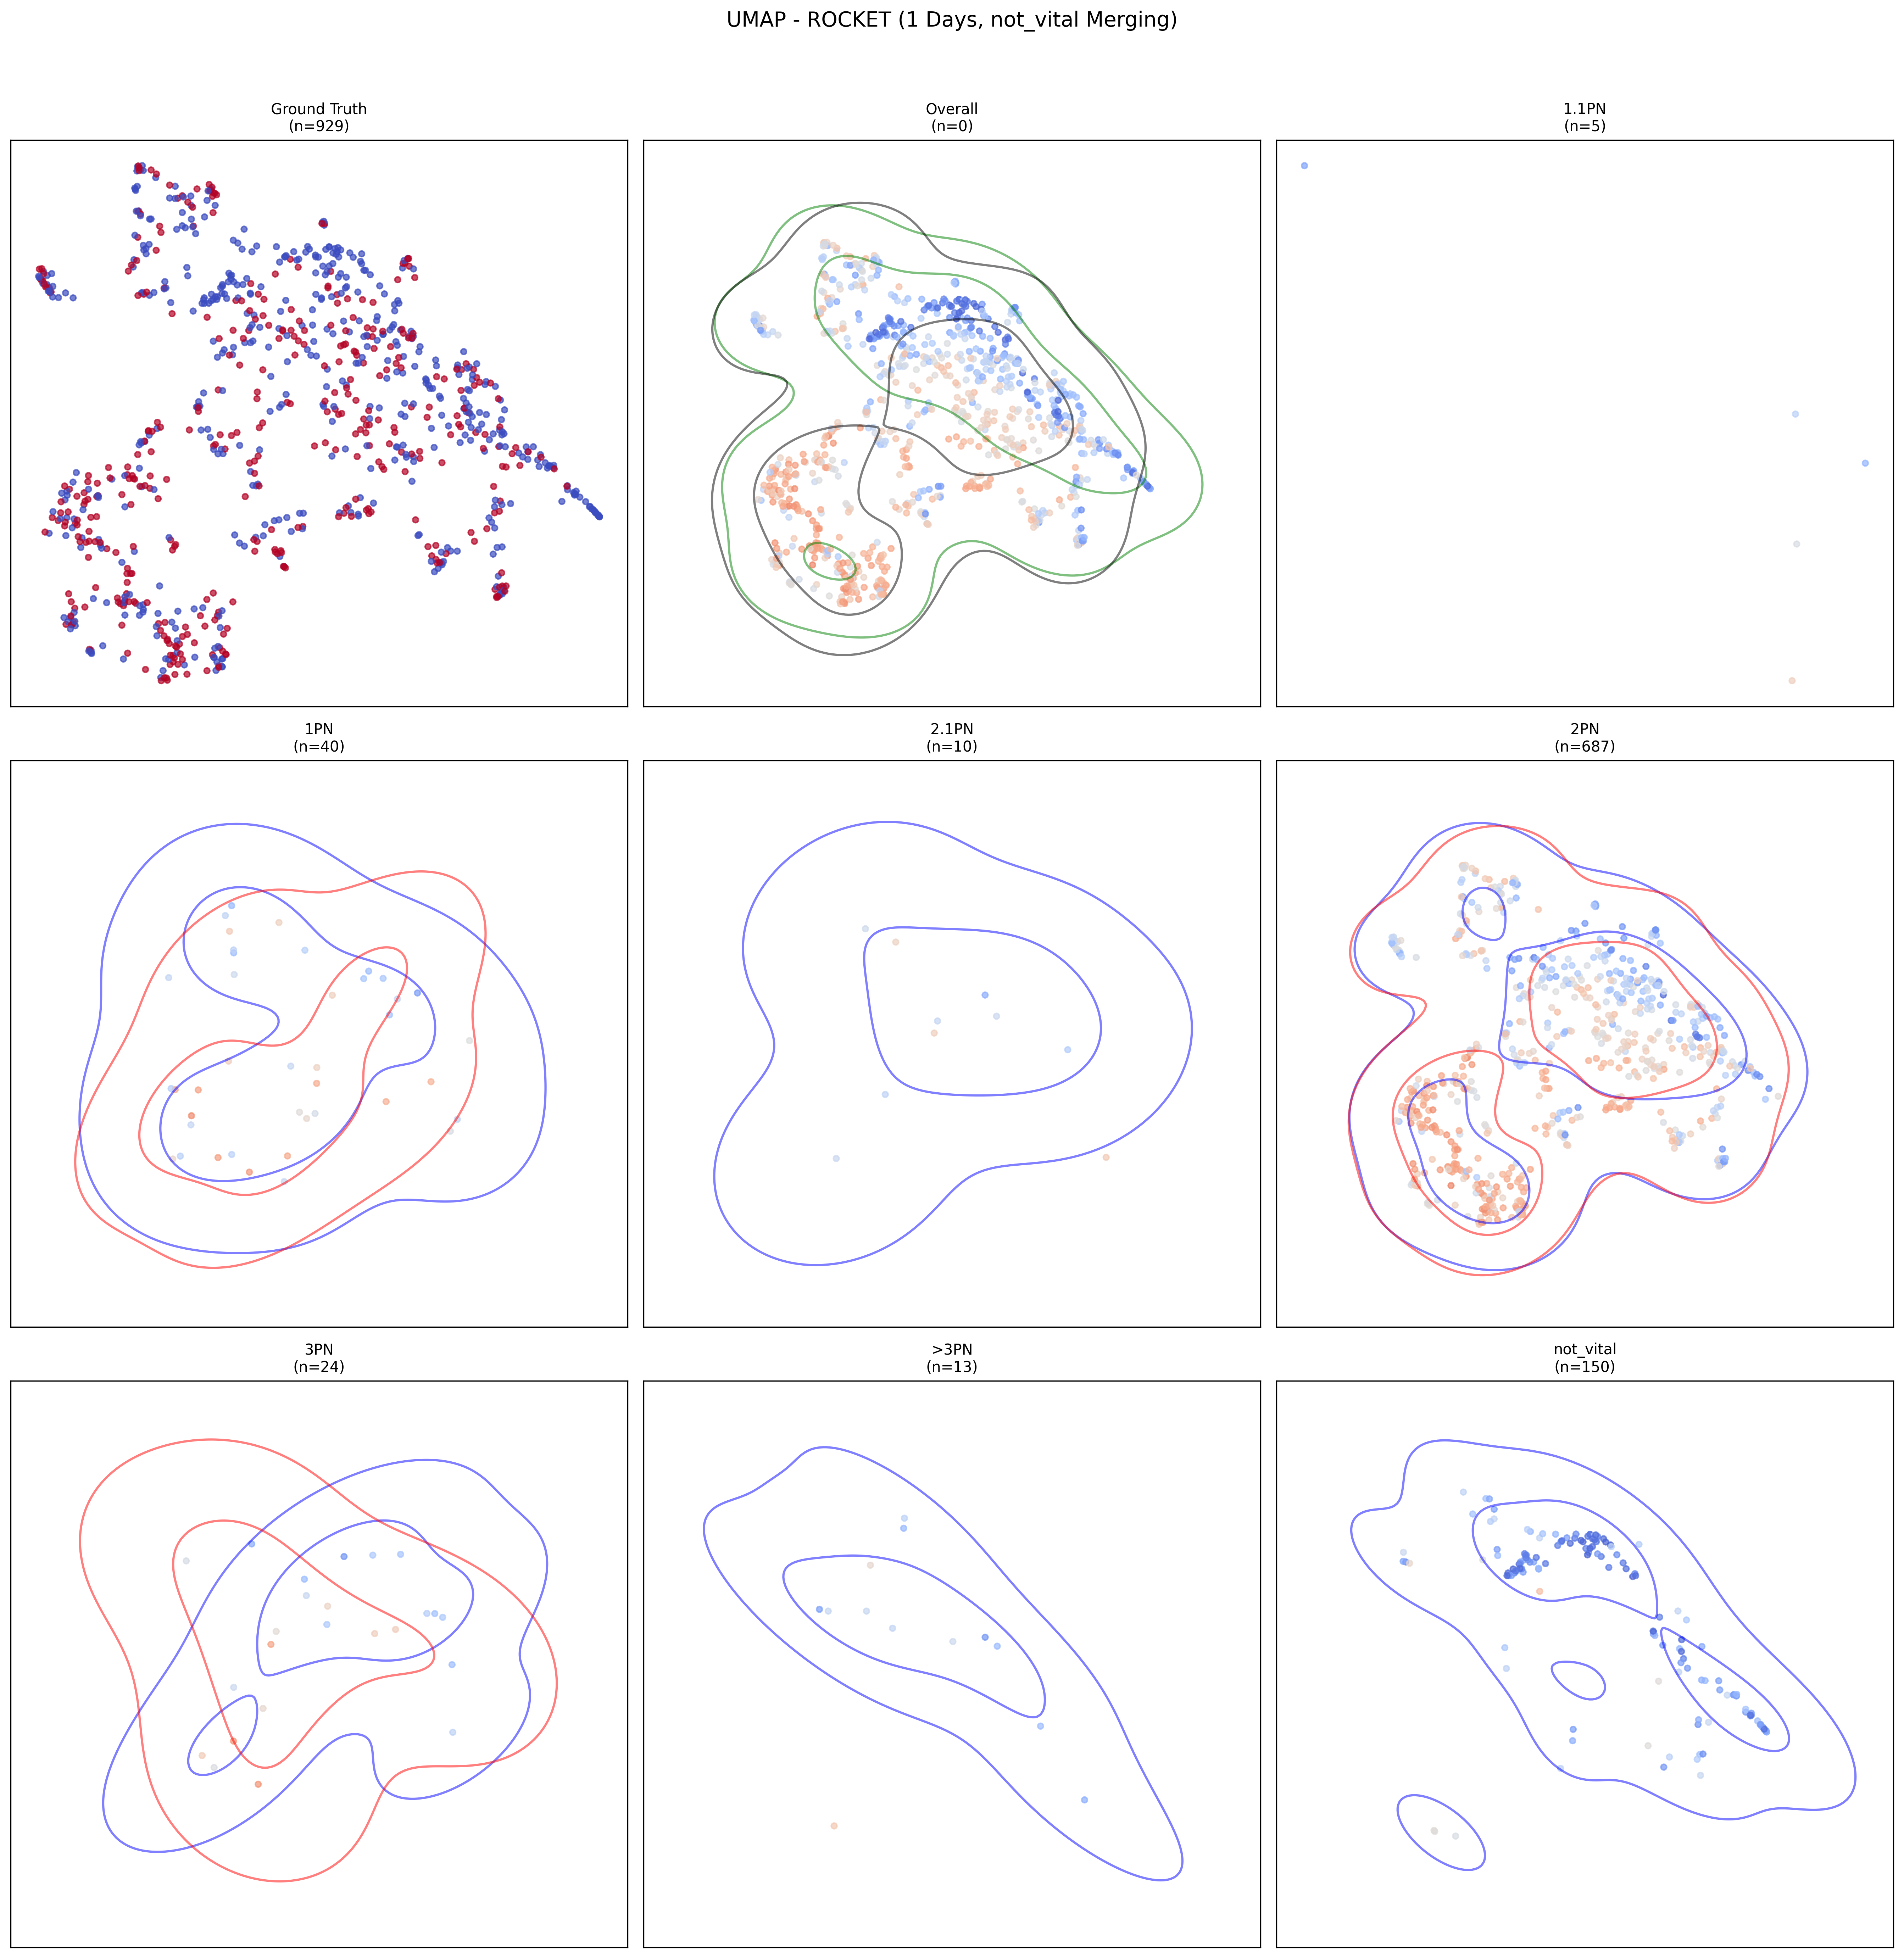 UMAP - ROCKET (1 Days, not_vital Merging)
Ground Truth
(n=929)
Overall
(n=0)
1.1PN
(n=5)
1PN
(n=40)
2.1PN
(n=10)
2PN
(n=687)
3PN
(n=24)
>3PN
(n=13)
not_vital
(n=150)